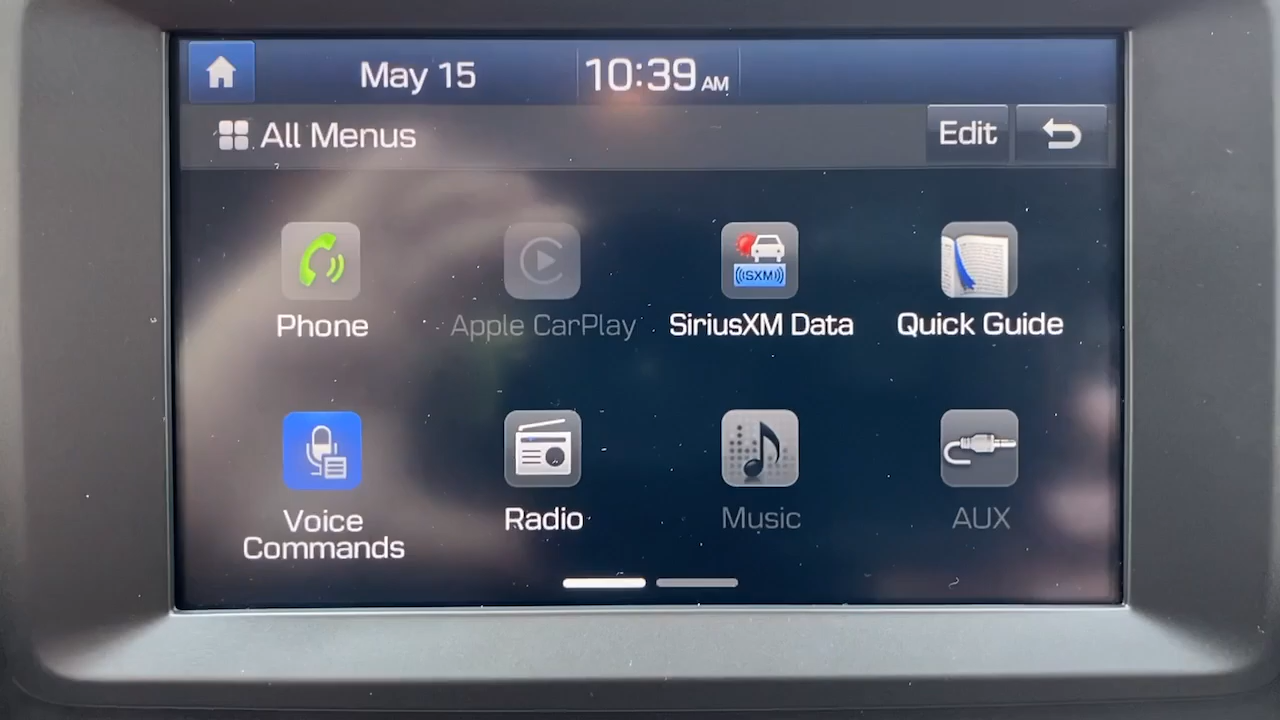 May 15 10:39 AM
All Menus Edit
SXM
Phone Apple CarPlay SiriusXM Data Quick Guide
Voice Commands Radio Music AUX